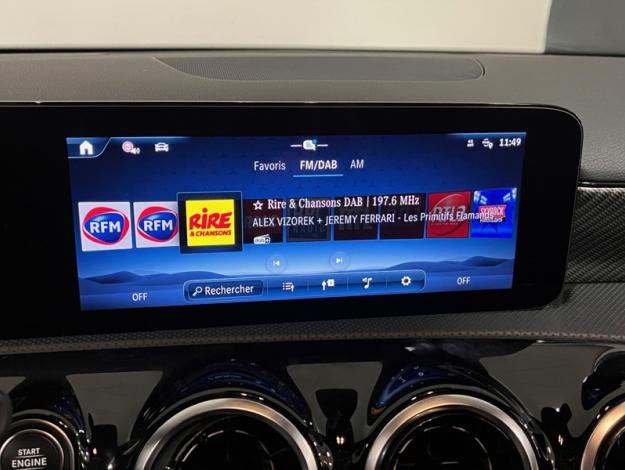 11:49
Favoris FM/DAB AM
☆ Rire & Chansons DAB | 197.6 MHz
ALEX VIZOREK + JEREMY FERRARI - Les Primitifs Flamands
RFM RFM RIRE
& CHANSONS
Rechercher
OFF OFF
START
ENGINE